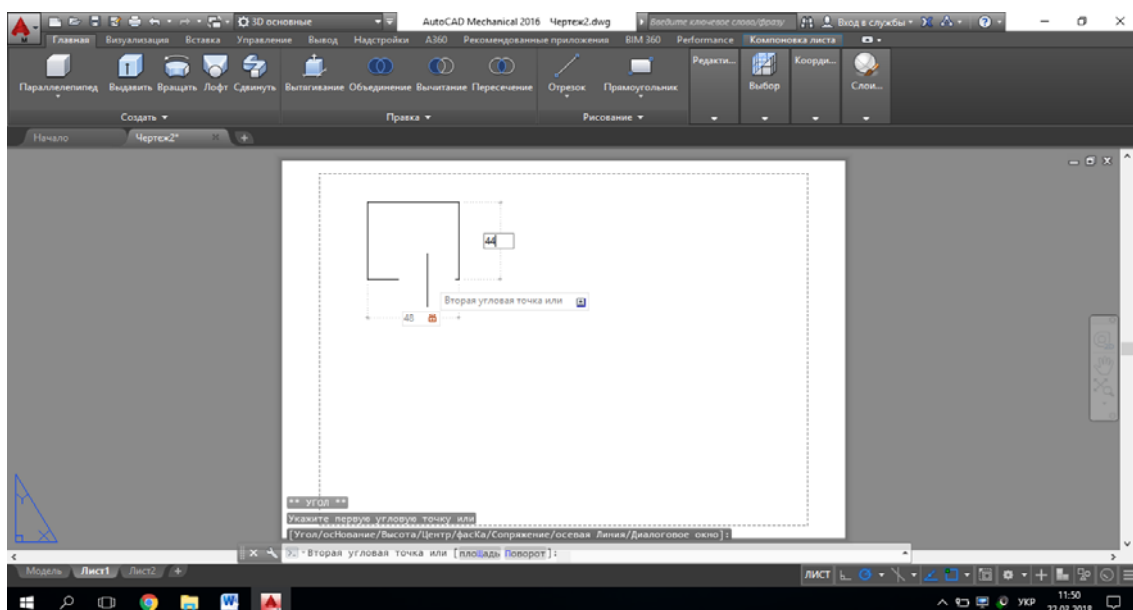 3D основные
AutoCAD Mechanical 2016 Чертеж2.dwg
Введите ключевое слово/фразу
Вход в службы
Главная Визуализация Вставка Управление Вывод Надстройки A360 Рекомендованные приложения BIM 360 Performance Компоновка листа
Параллелепипед Выдавить Вращать Лофт Сдвинуть Вытягивание Объединение Вычитание Пересечение Отрезок Прямоугольник Редакти... Выбор Коорди... Слои...
Создать Правка Рисование
Начало Чертеж2*
44
Вторая угловая точка или
48
** УГОЛ **
Укажите первую угловую точку или
[Угол/осНование/Высота/Центр/фасКа/Сопряжение/осевая Линия/Диалоговое окно]:
Вторая угловая точка или [площадь Поворот]:
Модель Лист1 Лист2 +
ЛИСТ
УКР
11:50
22.03.2018